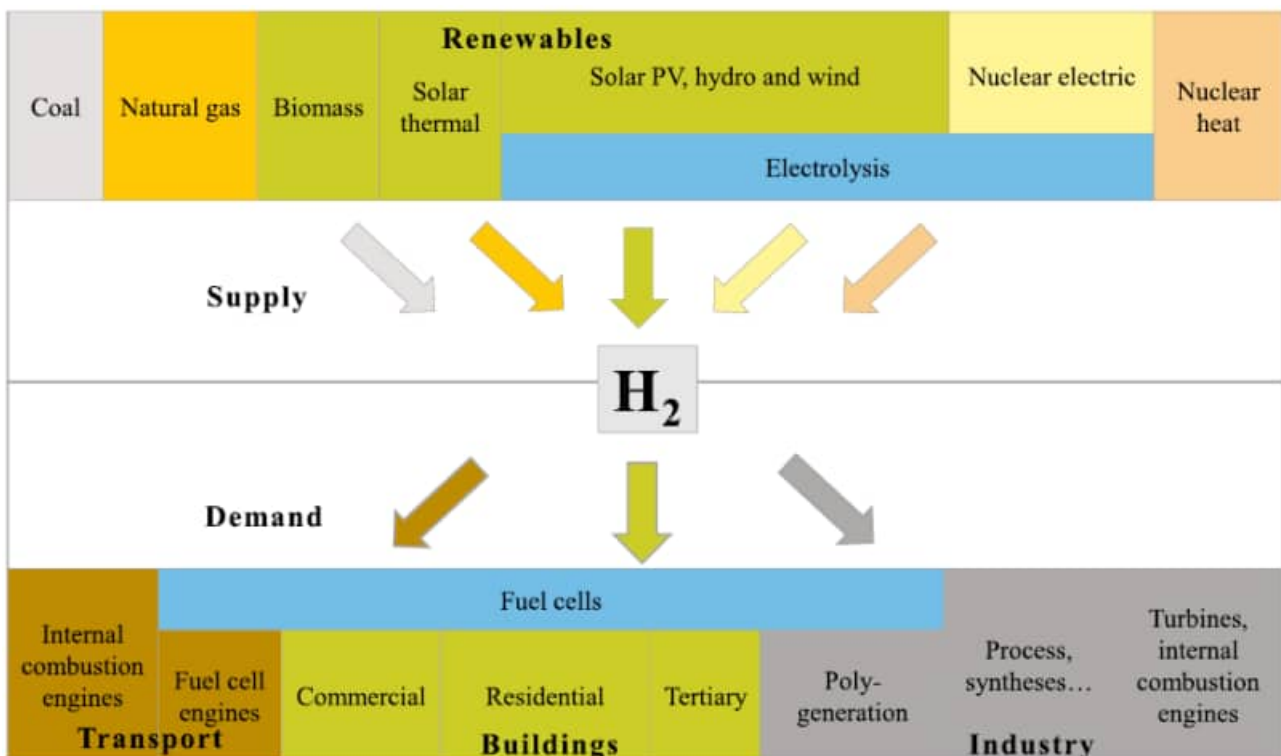 Renewables
Coal
Natural gas
Biomass
Solar
thermal
Solar PV, hydro and wind
Nuclear electric
Nuclear
heat
Electrolysis
Supply
H₂
Demand
Fuel cells
Internal
combustion
engines
Fuel cell
engines
Commercial
Residential
Tertiary
Poly-
generation
Process,
syntheses…
Turbines,
internal
combustion
engines
Transport
Buildings
Industry